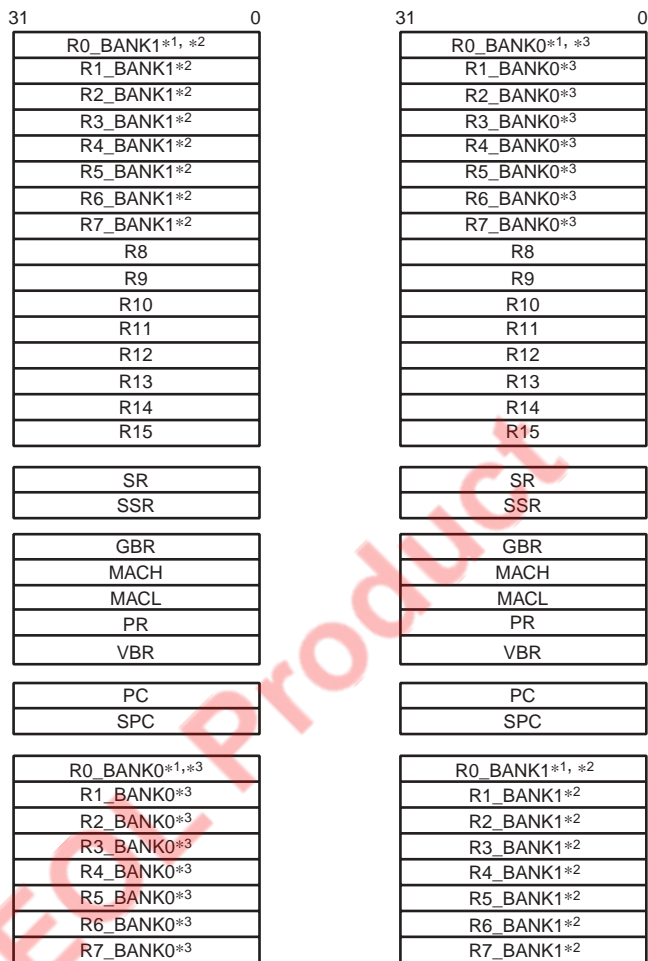 31 0
R0_BANK1*1, *2
R1_BANK1*2
R2_BANK1*2
R3_BANK1*2
R4_BANK1*2
R5_BANK1*2
R6_BANK1*2
R7_BANK1*2
R8
R9
R10
R11
R12
R13
R14
R15
SR
SSR
GBR
MACH
MACL
PR
VBR
PC
SPC
R0_BANK0*1,*3
R1_BANK0*3
R2_BANK0*3
R3_BANK0*3
R4_BANK0*3
R5_BANK0*3
R6_BANK0*3
R7_BANK0*3
31 0
R0_BANK0*1, *3
R1_BANK0*3
R2_BANK0*3
R3_BANK0*3
R4_BANK0*3
R5_BANK0*3
R6_BANK0*3
R7_BANK0*3
R8
R9
R10
R11
R12
R13
R14
R15
SR
SSR
GBR
MACH
MACL
PR
VBR
PC
SPC
R0_BANK1*1, *2
R1_BANK1*2
R2_BANK1*2
R3_BANK1*2
R4_BANK1*2
R5_BANK1*2
R6_BANK1*2
R7_BANK1*2
EOL Product